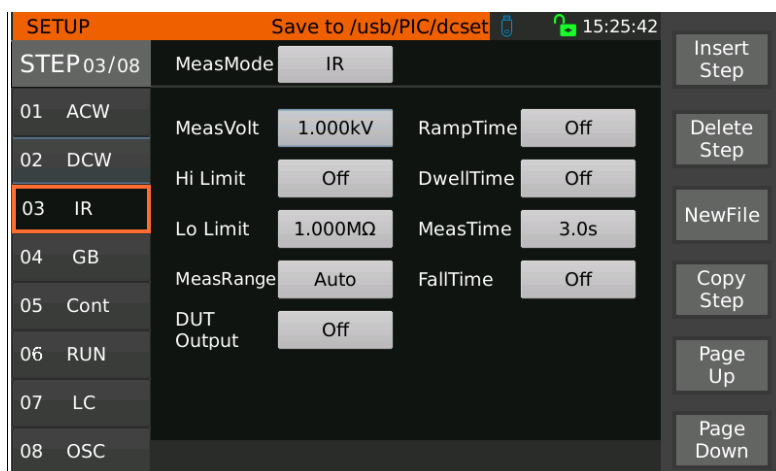 SETUP Save to /usb/PIC/dcset 15:25:42
STEP 03/08
MeasMode IR
01 ACW
02 DCW
03 IR
04 GB
05 Cont
06 RUN
07 LC
08 OSC
MeasVolt 1.000kV RampTime Off
Hi Limit Off DwellTime Off
Lo Limit 1.000MΩ MeasTime 3.0s
MeasRange Auto FallTime Off
DUT
Output Off
Insert
Step
Delete
Step
NewFile
Copy
Step
Page
Up
Page
Down